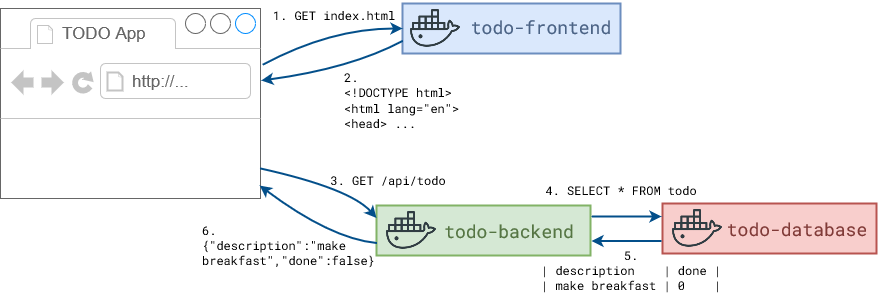 TODO App
http://...
1. GET index.html
todo-frontend
2.
<!DOCTYPE html>
<html lang="en">
<head> ...
3. GET /api/todo
4. SELECT * FROM todo
todo-backend
todo-database
5.
| description | done |
| make breakfast | 0 |
6.
{"description":"make
breakfast","done":false}